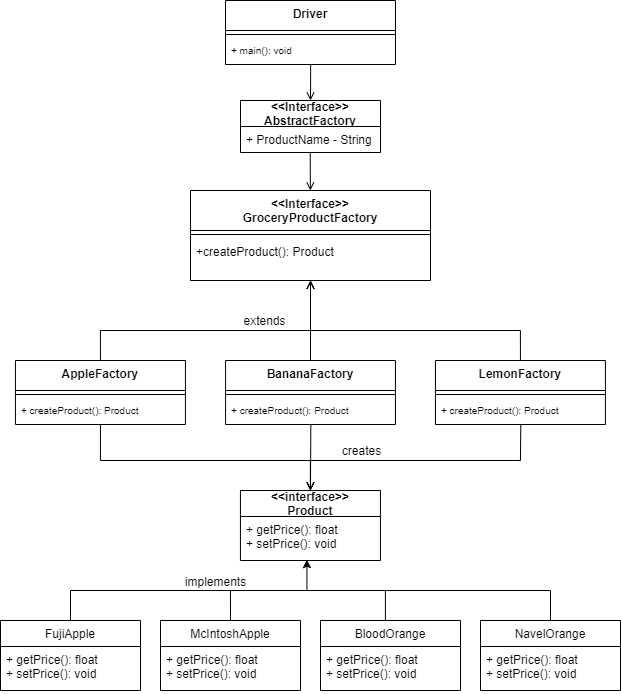 Driver
+ main(): void
<<Interface>>
AbstractFactory
+ ProductName - String
<<Interface>>
GroceryProductFactory
+createProduct(): Product
extends
AppleFactory
+ createProduct(): Product
BananaFactory
+ createProduct(): Product
LemonFactory
+ createProduct(): Product
creates
<<interface>>
Product
+ getPrice(): float
+ setPrice(): void
implements
FujiApple
+ getPrice(): float
+ setPrice(): void
McIntoshApple
+ getPrice(): float
+ setPrice(): void
BloodOrange
+ getPrice(): float
+ setPrice(): void
NavelOrange
+ getPrice(): float
+ setPrice(): void